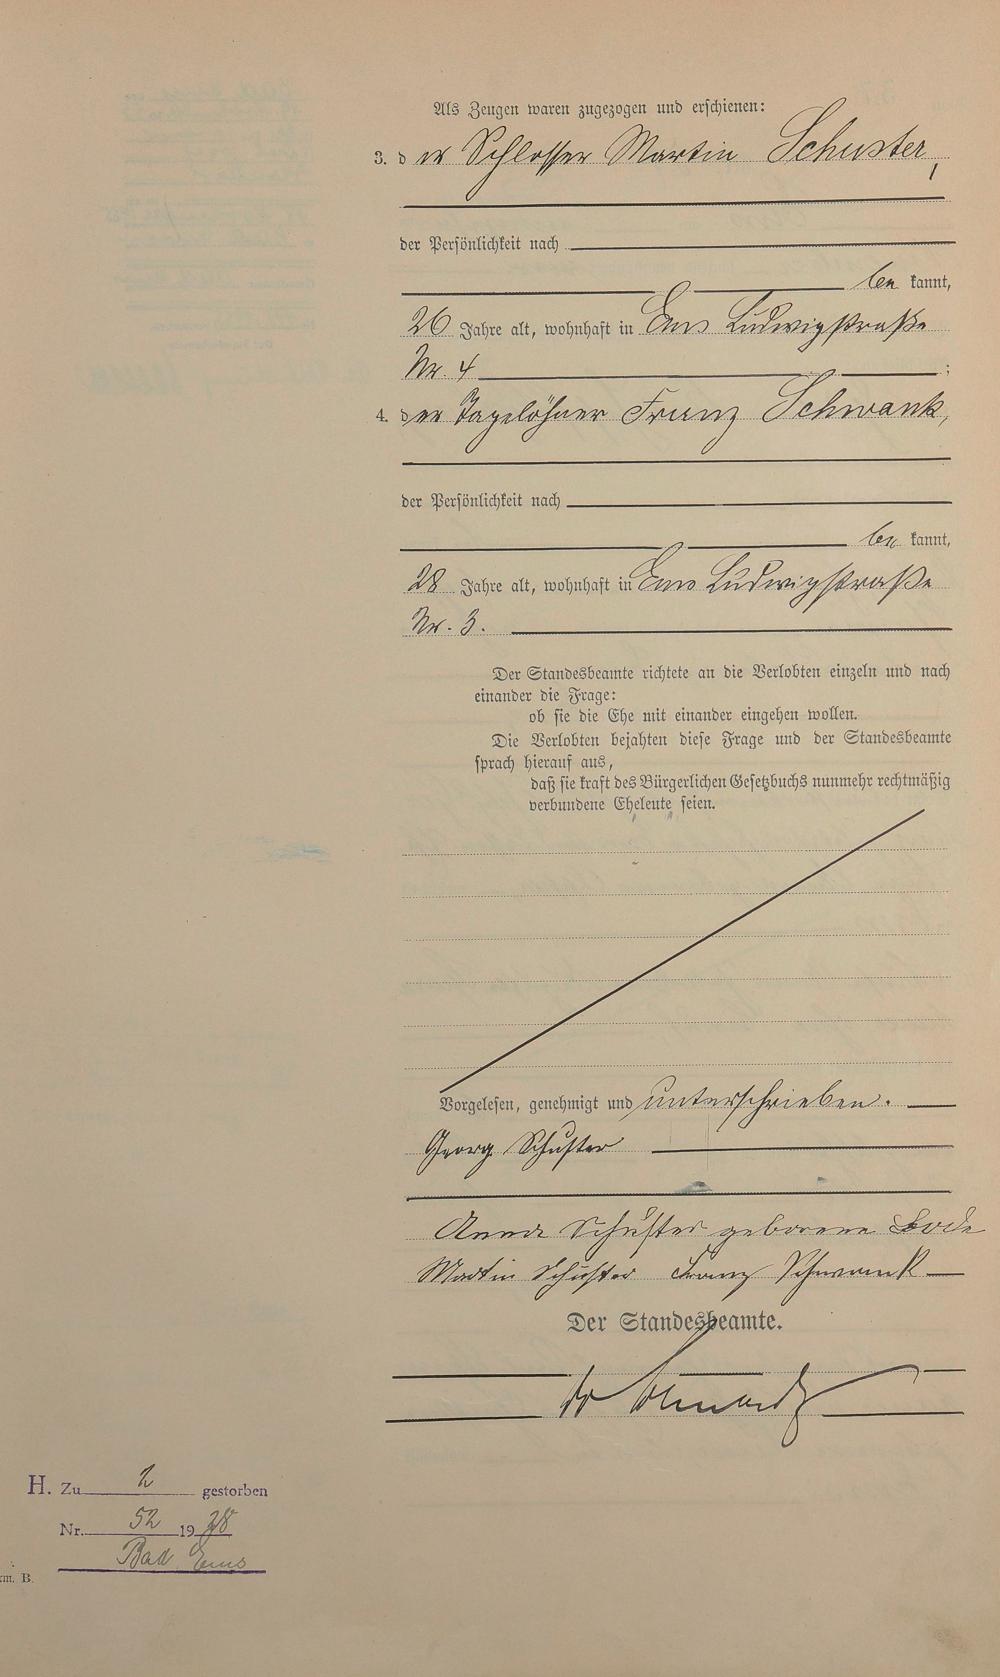 Als Zeugen waren zugezogen und erschienen:
3. der Schlosser Martin Schuster,
der Persönlichkeit nach
bekannt,
26 Jahre alt, wohnhaft in Ems Ludwigstraße
Nr. 4 ;
4. der Tagelöhner Franz Schwank,
der Persönlichkeit nach
bekannt,
28 Jahre alt, wohnhaft in Ems Ludwigstraße
Nr. 3.
Der Standesbeamte richtete an die Verlobten einzeln und nach
einander die Frage:
ob sie die Ehe mit einander eingehen wollen.
Die Verlobten bejahten diese Frage und der Standesbeamte
sprach hierauf aus,
daß sie kraft des Bürgerlichen Gesetzbuchs nunmehr rechtmäßig
verbundene Eheleute seien.
Vorgelesen, genehmigt und unterschrieben.
Georg Schuster
Anna Schuster geborene Bode
Martin Schuster Franz Schwank
Der Standesbeamte.
H. Zu 2 gestorben
Nr. 52 1938
Bad Ems
B.